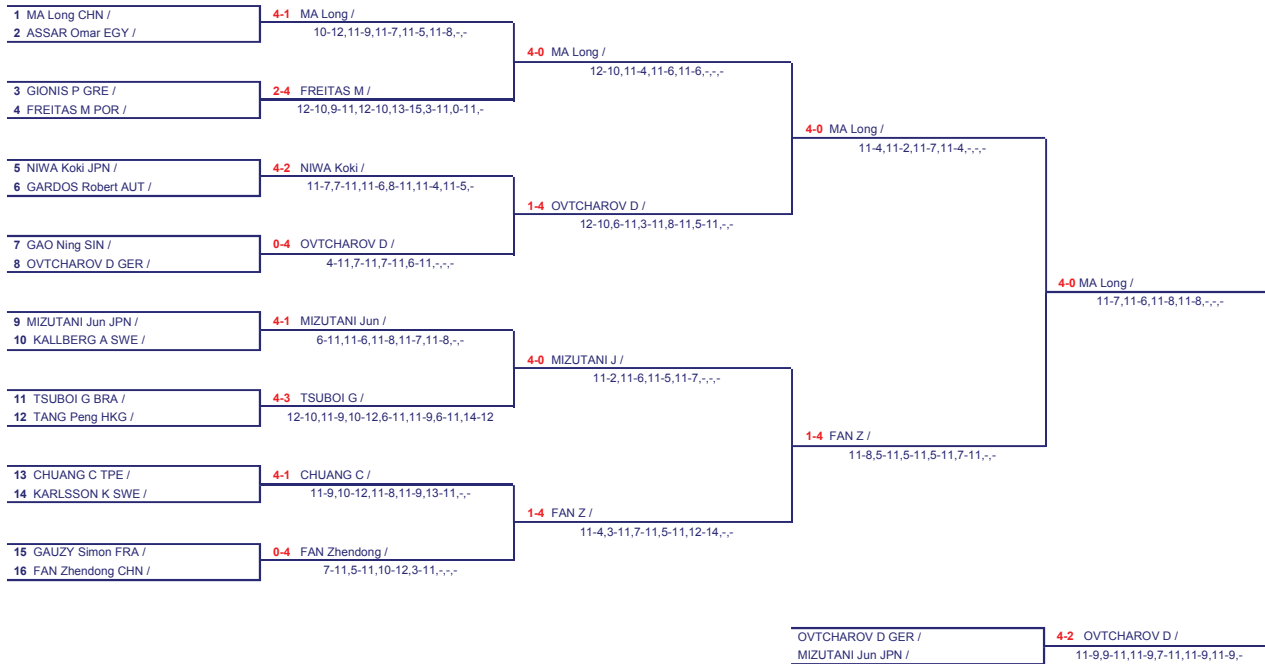 1 MA Long CHN /
2 ASSAR Omar EGY /
4-1 MA Long /
10-12,11-9,11-7,11-5,11-8,-,-
4-0 MA Long /
12-10,11-4,11-6,11-6,-,-,-
3 GIONIS P GRE /
4 FREITAS M POR /
2-4 FREITAS M /
12-10,9-11,12-10,13-15,3-11,0-11,-
4-0 MA Long /
11-4,11-2,11-7,11-4,-,-,-
5 NIWA Koki JPN /
6 GARDOS Robert AUT /
4-2 NIWA Koki /
11-7,7-11,11-6,8-11,11-4,11-5,-
1-4 OVTCHAROV D /
12-10,6-11,3-11,8-11,5-11,-,-
7 GAO Ning SIN /
8 OVTCHAROV D GER /
0-4 OVTCHAROV D /
4-11,7-11,7-11,6-11,-,-,-
4-0 MA Long /
11-7,11-6,11-8,11-8,-,-,-
9 MIZUTANI Jun JPN /
10 KALLBERG A SWE /
4-1 MIZUTANI Jun /
6-11,11-6,11-8,11-7,11-8,-,-
4-0 MIZUTANI J /
11-2,11-6,11-5,11-7,-,-,-
11 TSUBOI G BRA /
12 TANG Peng HKG /
4-3 TSUBOI G /
12-10,11-9,10-12,6-11,11-9,6-11,14-12
1-4 FAN Z /
11-8,5-11,5-11,5-11,7-11,-,-
13 CHUANG C TPE /
14 KARLSSON K SWE /
4-1 CHUANG C /
11-9,10-12,11-8,11-9,13-11,-,-
1-4 FAN Z /
11-4,3-11,7-11,5-11,12-14,-,-
15 GAUZY Simon FRA /
16 FAN Zhendong CHN /
0-4 FAN Zhendong /
7-11,5-11,10-12,3-11,-,-,-
OVTCHAROV D GER /
MIZUTANI Jun JPN /
4-2 OVTCHAROV D /
11-9,9-11,11-9,7-11,11-9,11-9,-